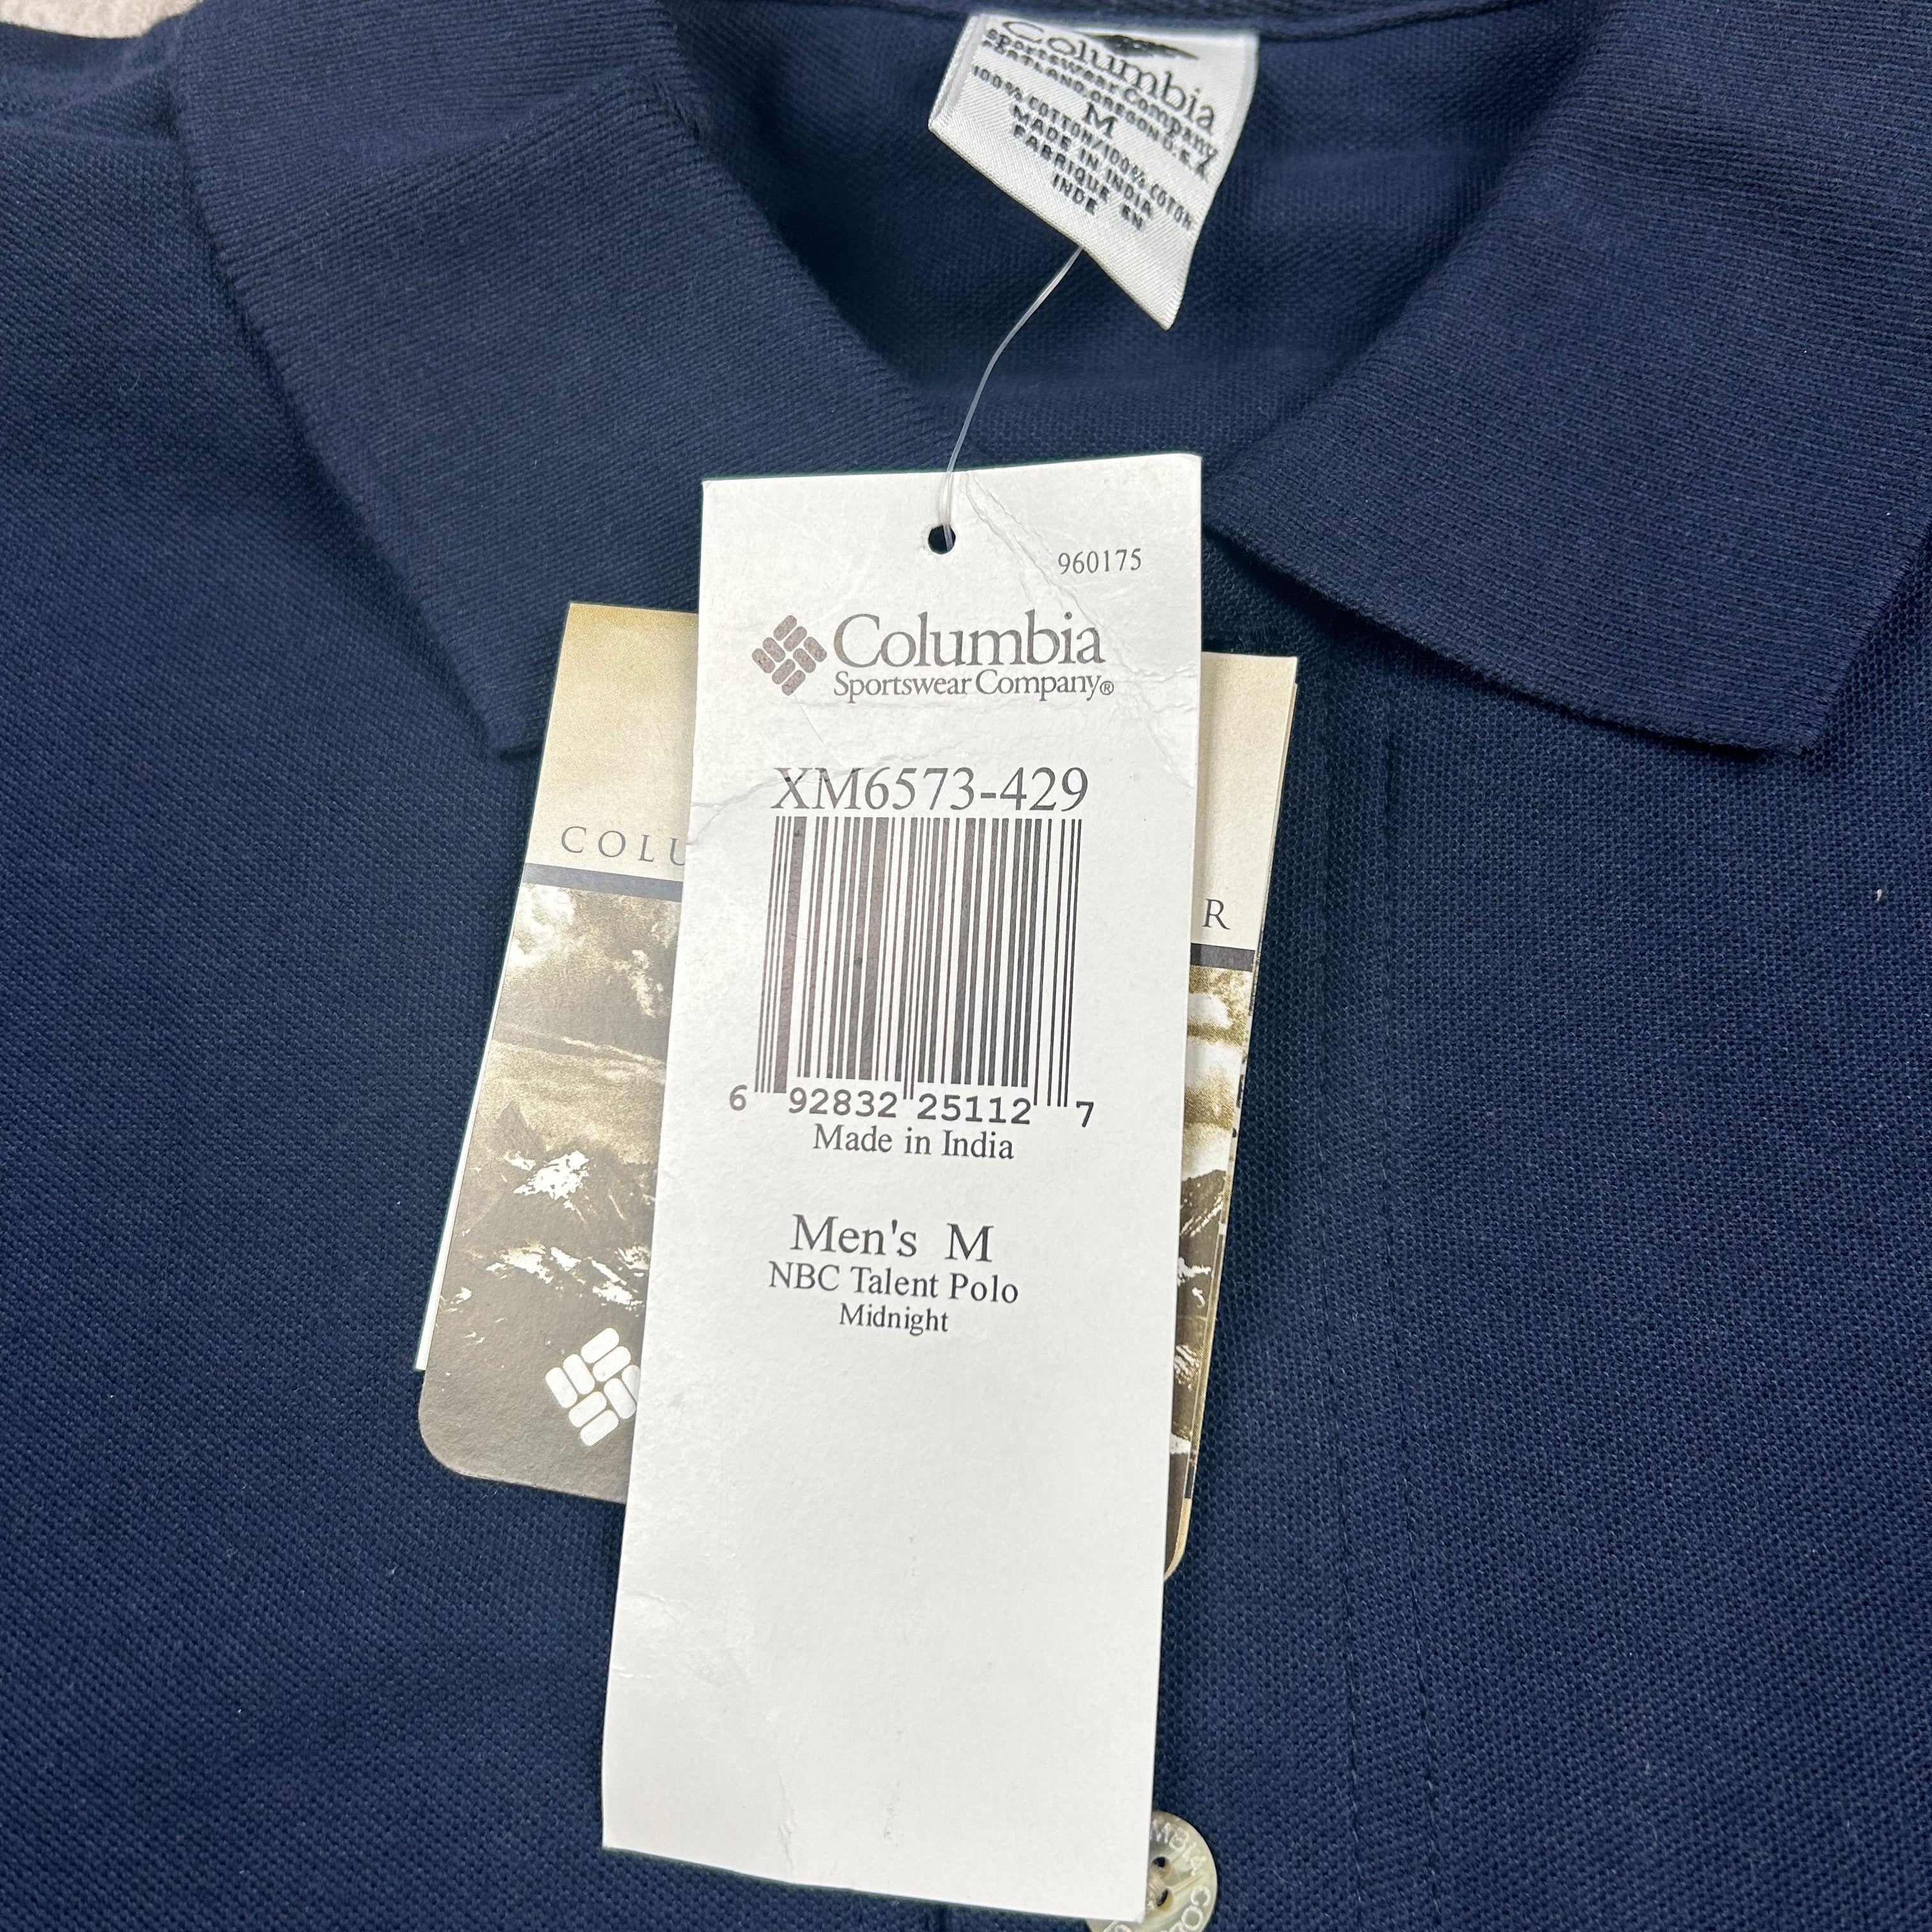 Columbia
Sportswear Company
PORTLAND, OREGON U.S.A.
M
100% COTTON/100% COTON
MADE IN INDIA
FABRIQUE EN
INDE
960175
Columbia
Sportswear Company®
XM6573-429
6 92832 25112 7
Made in India
Men's M
NBC Talent Polo
Midnight
COLU
R